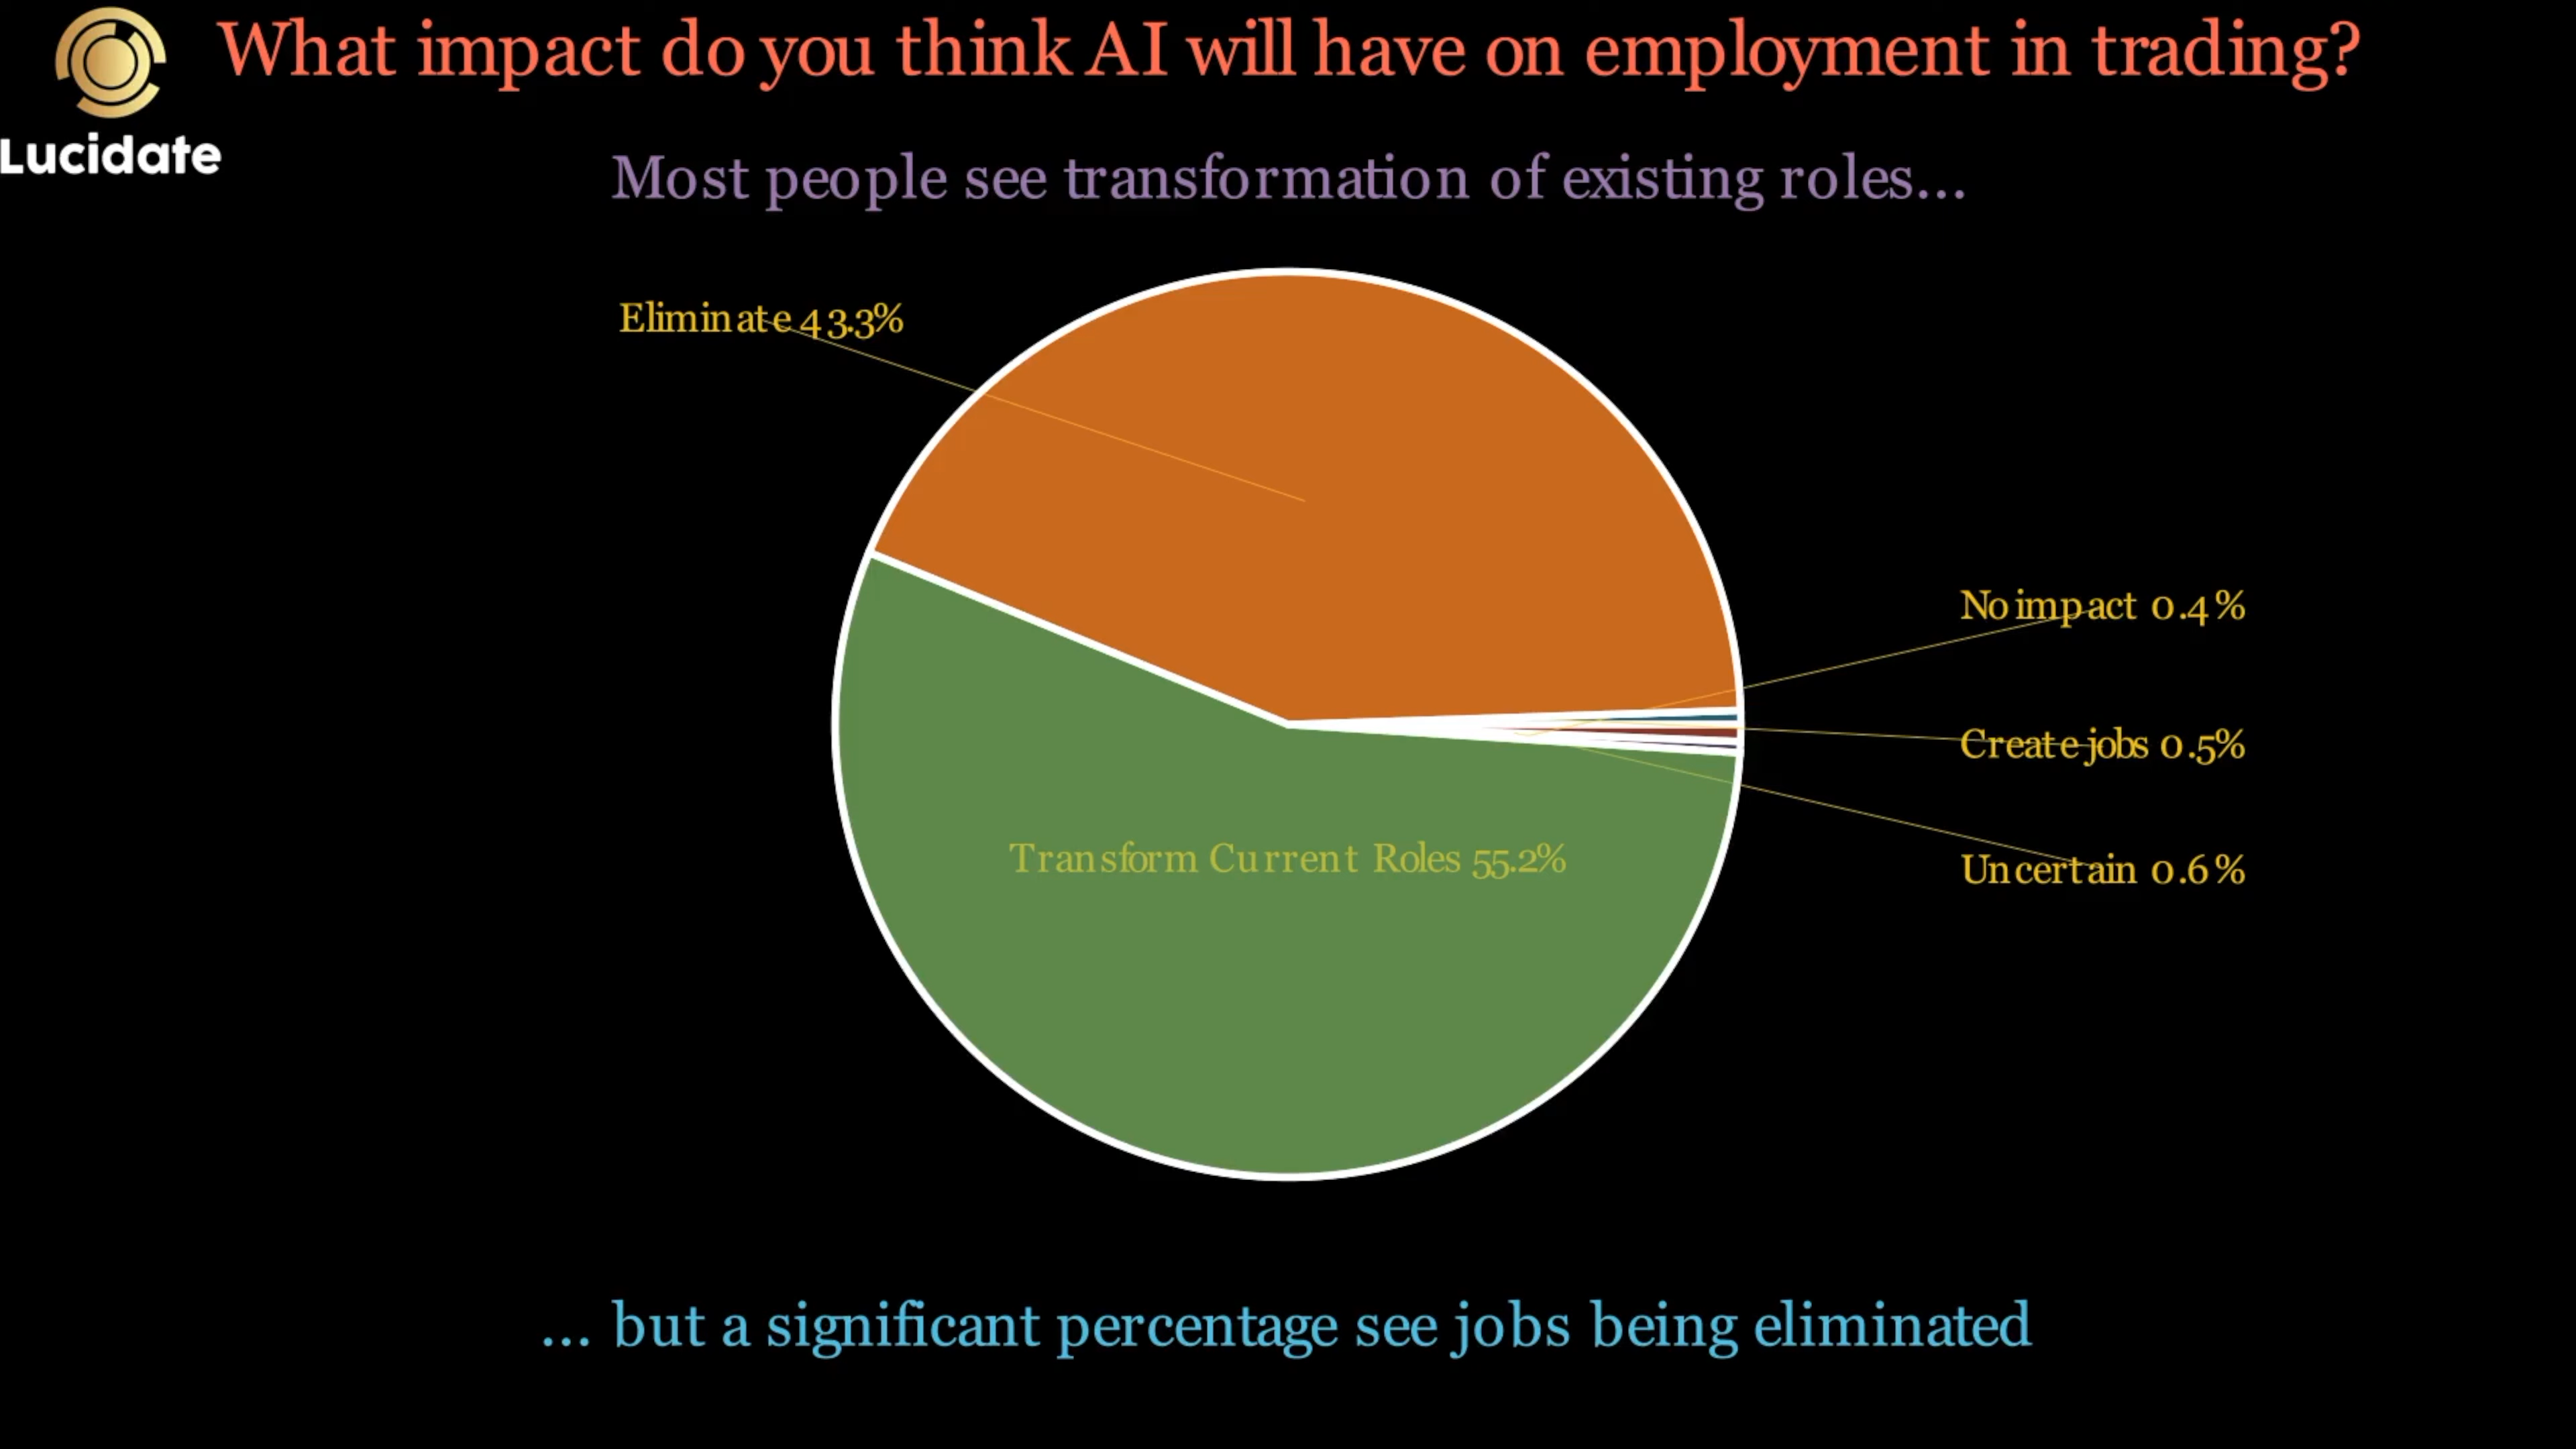 What impact do you think AI will have on employment in trading?
Lucidate
Most people see transformation of existing roles...
Eliminate 43.3%
No impact 0.4%
Create jobs 0.5%
Transform Current Roles 55.2%
Uncertain 0.6%
... but a significant percentage see jobs being eliminated